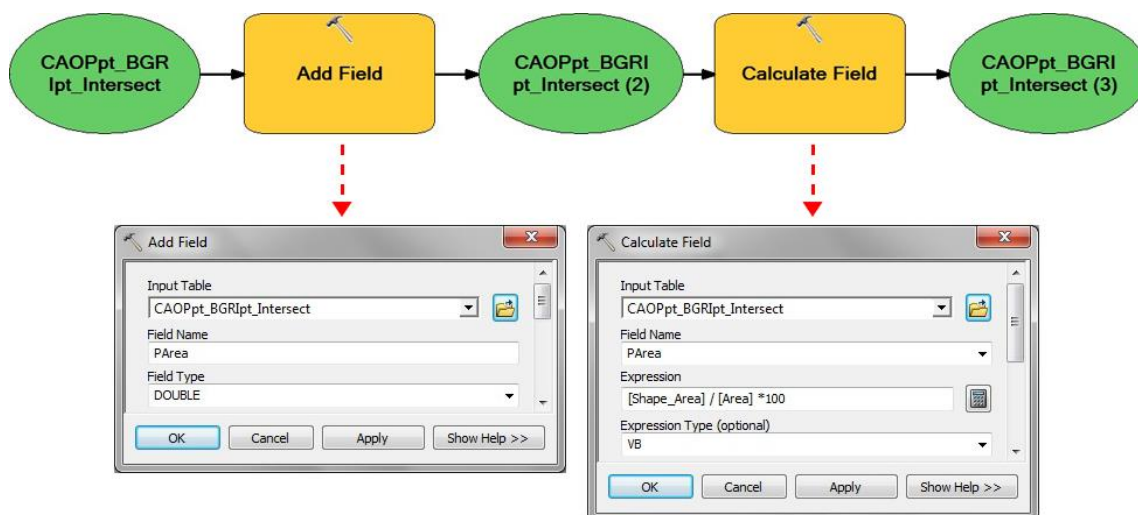 CAOPpt_BGR
Ipt_Intersect
Add Field
CAOPpt_BGRI
pt_Intersect (2)
Calculate Field
CAOPpt_BGRI
pt_Intersect (3)
Add Field
Input Table
CAOPpt_BGRIpt_Intersect
Field Name
PArea
Field Type
DOUBLE
OK
Cancel
Apply
Show Help >>
Calculate Field
Input Table
CAOPpt_BGRIpt_Intersect
Field Name
PArea
Expression
[Shape_Area] / [Area] *100
Expression Type (optional)
VB
OK
Cancel
Apply
Show Help >>